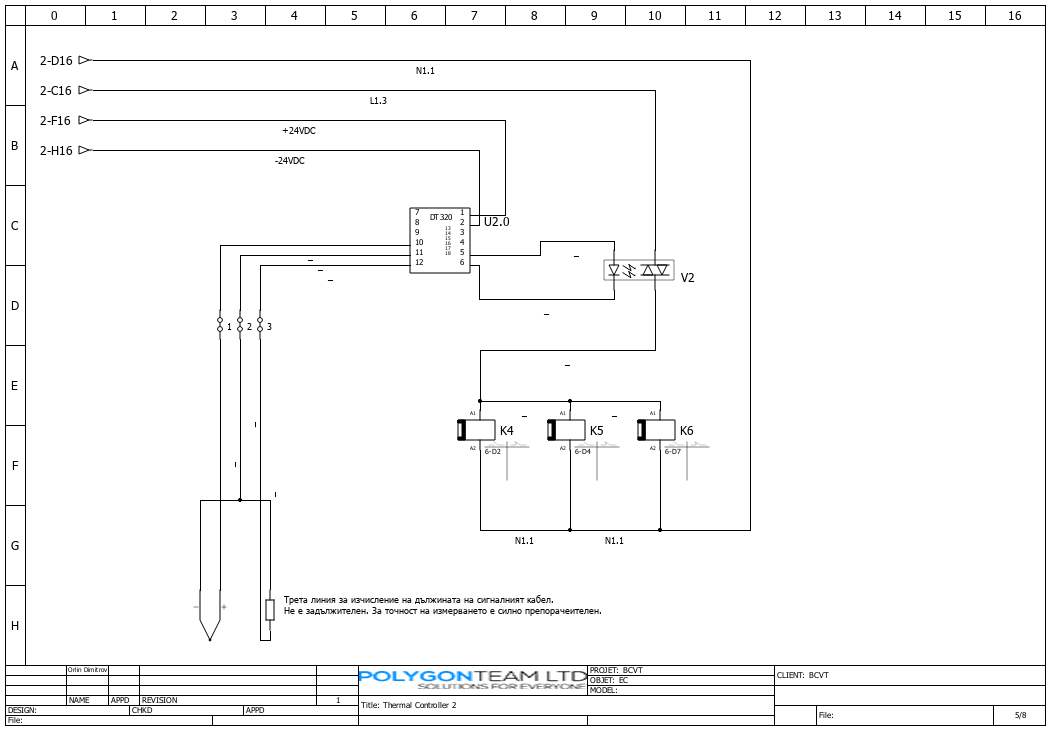 0 1 2 3 4 5 6 7 8 9 10 11 12 13 14 15 16
A
2-D16
N1.1
2-C16
L1.3
2-F16
+24VDC
B
2-H16
-24VDC
C
7 DT320 1
8 2
9 3
10 4
11 5
12 6
13
14
15
16
17
18
U2.0
V2
D
1 2 3
E
A1 A1 A1
K4 K5 K6
A2 A2 A2
6-D2 6-D4 6-D7
F
G
N1.1 N1.1
H
- +
Трета линия за изчисление на дължината на сигналният кабел.
Не е задължителен. За точност на измерването е силно препорачеителен.
Orlin Dimitrov
NAME APPD REVISION 1
DESIGN: CHKD APPD
File:
POLYGONTEAM LTD
SOLUTIONS FOR EVERYONE
Title: Thermal Controller 2
PROJET: BCVT
OBJET: EC
MODEL:
CLIENT: BCVT
File: 5/8